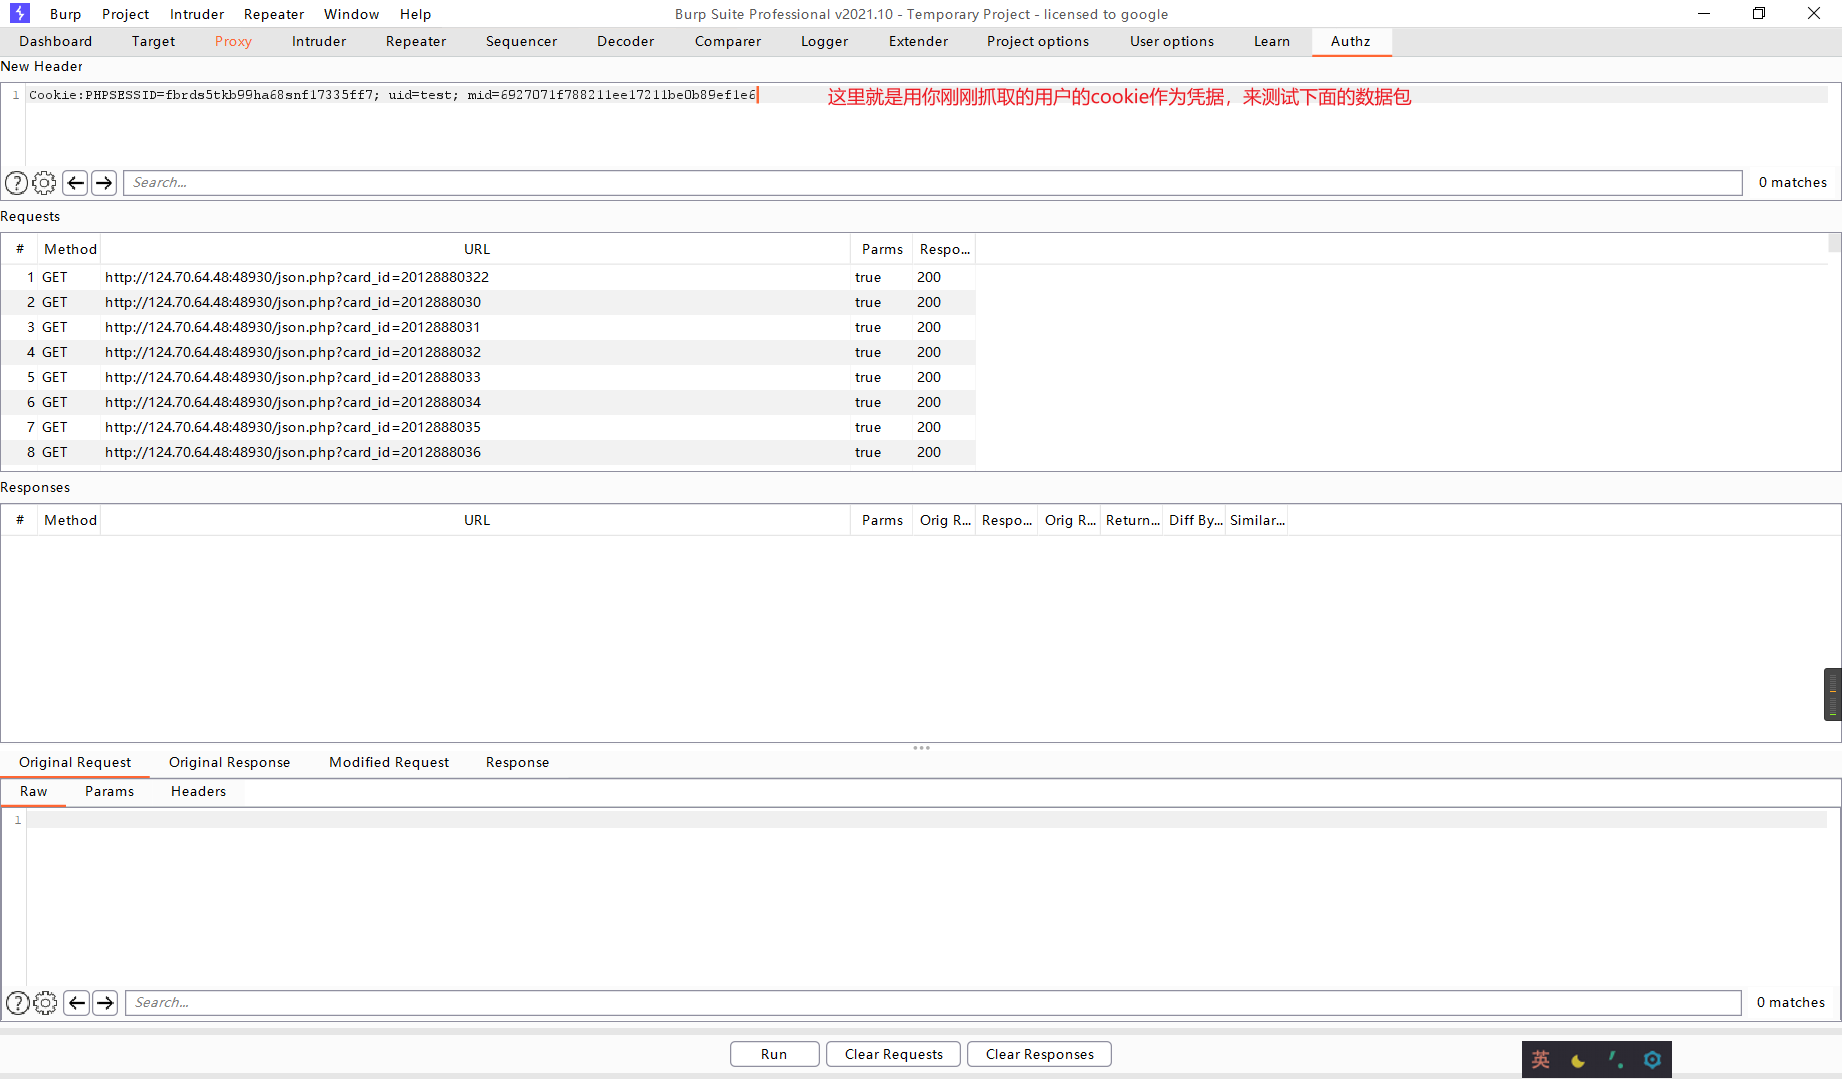 Burp Project Intruder Repeater Window Help Burp Suite Professional v2021.10 - Temporary Project - licensed to google
Dashboard Target Proxy Intruder Repeater Sequencer Decoder Comparer Logger Extender Project options User options Learn Authz
New Header
1 Cookie:PHPSESSID=fbrds5tkb99ha68snf17335ff7; uid=test; mid=6927071f788211ee17211be0b89ef1e6 这里就是用你刚刚抓取的用户的cookie作为凭据，来测试下面的数据包
Search... 0 matches
Requests
# Method URL Parms Respo...
1 GET http://124.70.64.48:48930/json.php?card_id=20128880322 true 200
2 GET http://124.70.64.48:48930/json.php?card_id=2012888030 true 200
3 GET http://124.70.64.48:48930/json.php?card_id=2012888031 true 200
4 GET http://124.70.64.48:48930/json.php?card_id=2012888032 true 200
5 GET http://124.70.64.48:48930/json.php?card_id=2012888033 true 200
6 GET http://124.70.64.48:48930/json.php?card_id=2012888034 true 200
7 GET http://124.70.64.48:48930/json.php?card_id=2012888035 true 200
8 GET http://124.70.64.48:48930/json.php?card_id=2012888036 true 200
Responses
# Method URL Parms Orig R... Respo... Orig R... Return... Diff By... Similar...
Original Request Original Response Modified Request Response
Raw Params Headers
1
Search... 0 matches
Run Clear Requests Clear Responses
英